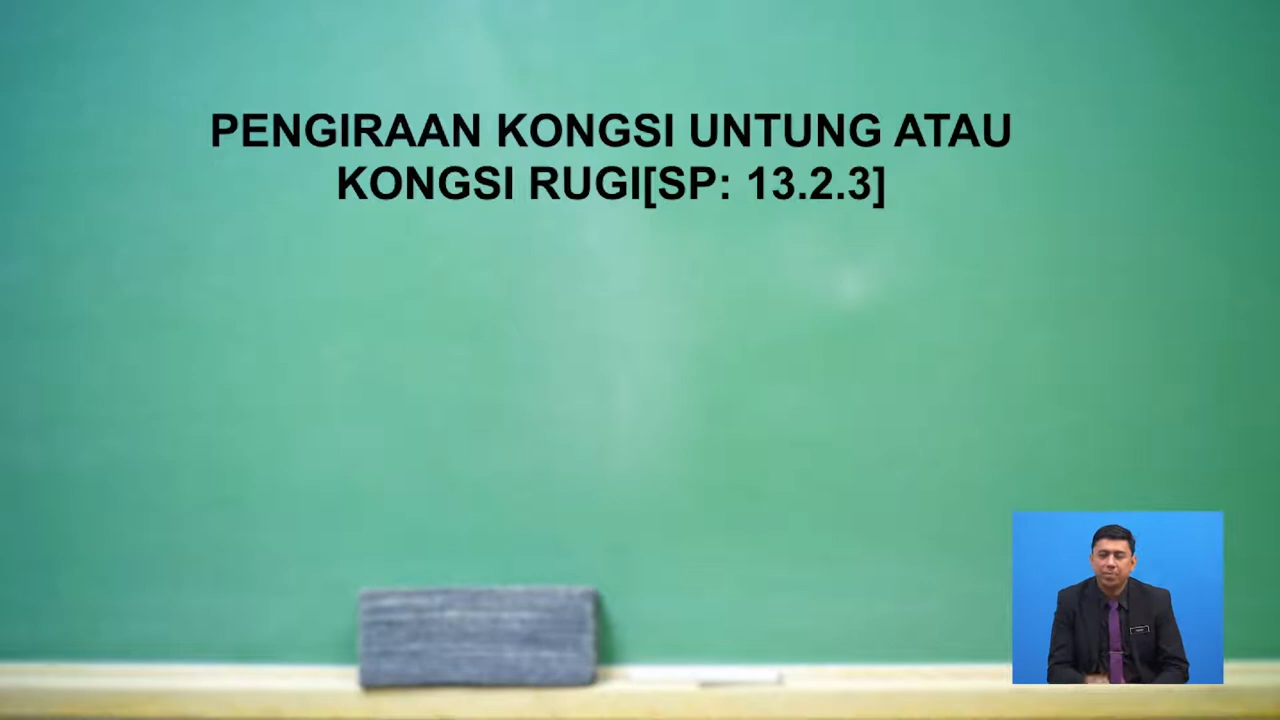 PENGIRAAN KONGSI UNTUNG ATAU
KONGSI RUGI[SP: 13.2.3]